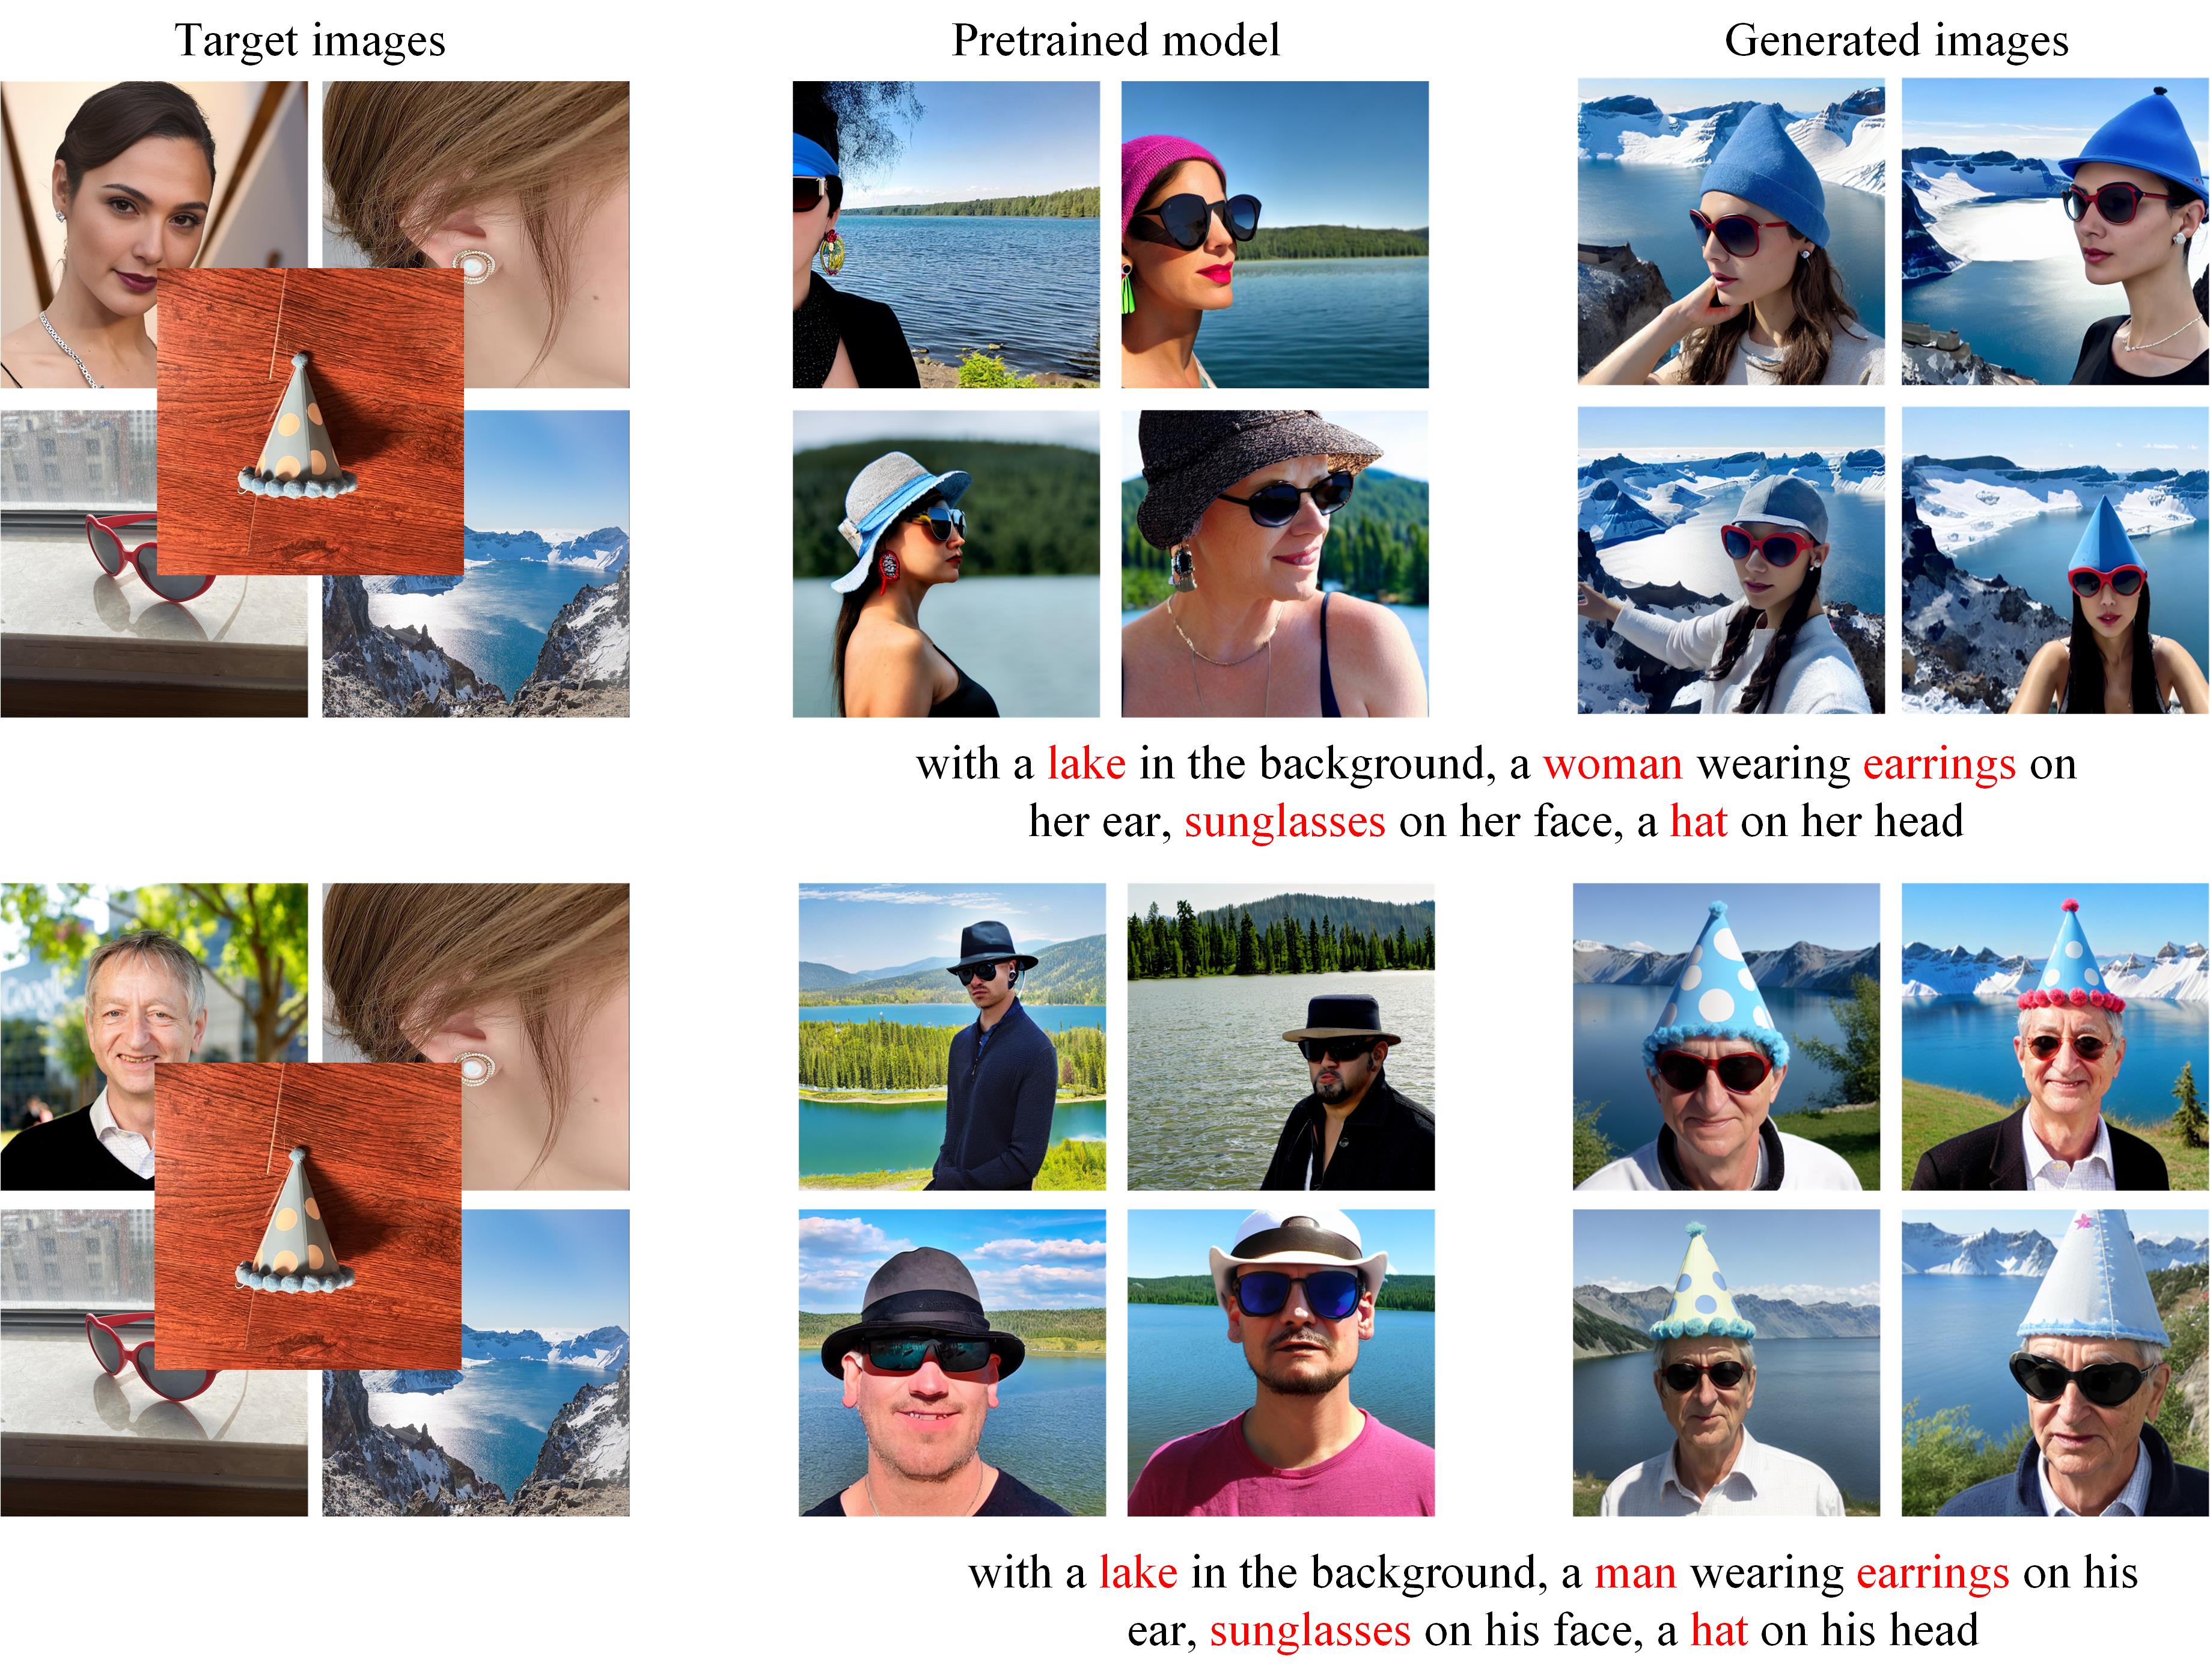 Target images
Pretrained model
Generated images
with a lake in the background, a woman wearing earrings on
her ear, sunglasses on her face, a hat on her head
Google
with a lake in the background, a man wearing earrings on his
ear, sunglasses on his face, a hat on his head